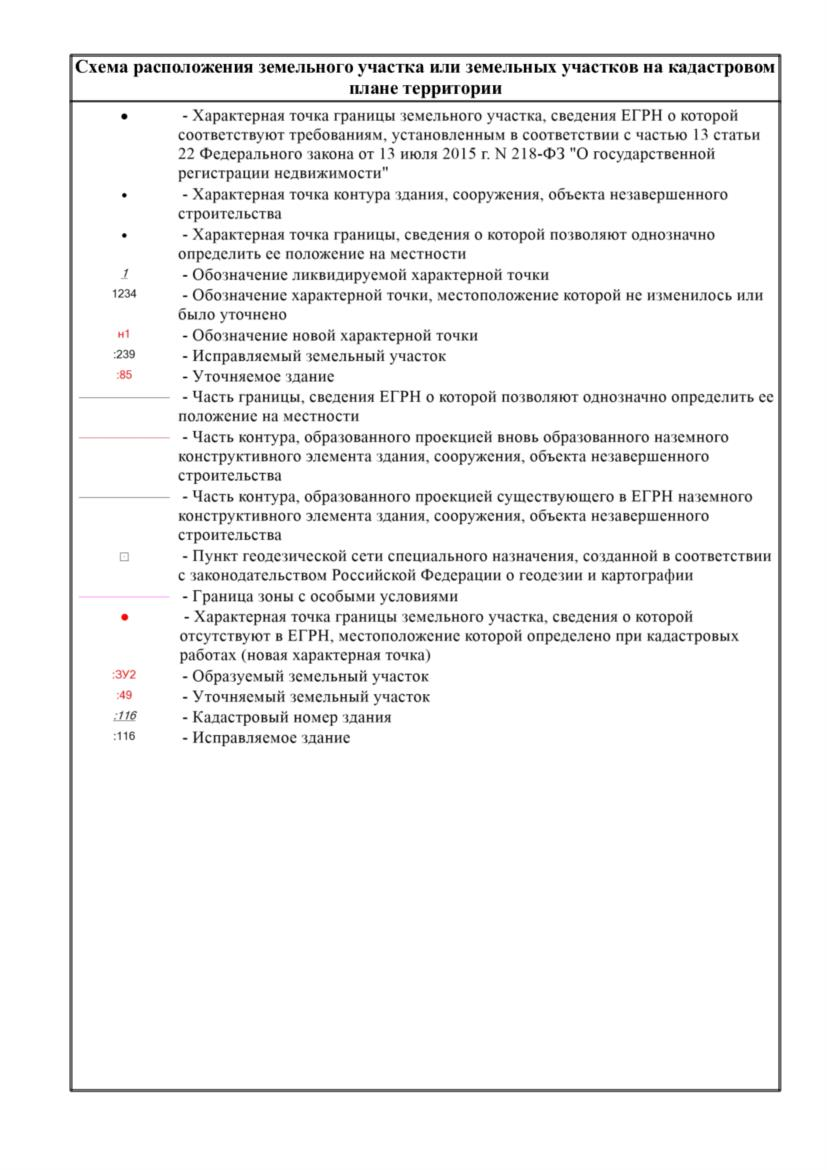 Схема расположения земельного участка или земельных участков на кадастровом
плане территории
- Характерная точка границы земельного участка, сведения ЕГРН о которой
соответствуют требованиям, установленным в соответствии с частью 13 статьи
22 Федерального закона от 13 июля 2015 г. N 218-ФЗ "О государственной
регистрации недвижимости"
- Характерная точка контура здания, сооружения, объекта незавершенного
строительства
- Характерная точка границы, сведения о которой позволяют однозначно
определить ее положение на местности
1 - Обозначение ликвидируемой характерной точки
1234 - Обозначение характерной точки, местоположение которой не изменилось или
было уточнено
н1 - Обозначение новой характерной точки
:239 - Исправляемый земельный участок
:85 - Уточняемое здание
- Часть границы, сведения ЕГРН о которой позволяют однозначно определить ее
положение на местности
- Часть контура, образованного проекцией вновь образованного наземного
конструктивного элемента здания, сооружения, объекта незавершенного
строительства
- Часть контура, образованного проекцией существующего в ЕГРН наземного
конструктивного элемента здания, сооружения, объекта незавершенного
строительства
- Пункт геодезической сети специального назначения, созданной в соответствии
с законодательством Российской Федерации о геодезии и картографии
- Граница зоны с особыми условиями
- Характерная точка границы земельного участка, сведения о которой
отсутствуют в ЕГРН, местоположение которой определено при кадастровых
работах (новая характерная точка)
:ЗУ2 - Образуемый земельный участок
:49 - Уточняемый земельный участок
:116 - Кадастровый номер здания
:116 - Исправляемое здание